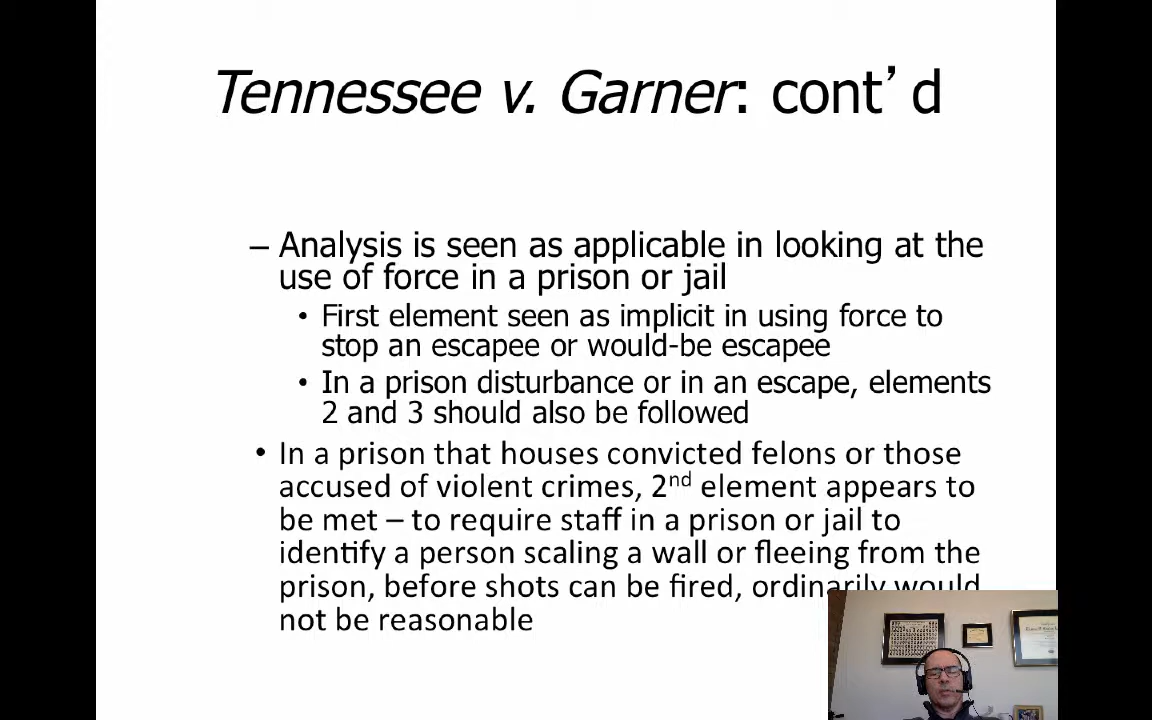 Tennessee v. Garner: cont’d
– Analysis is seen as applicable in looking at the
use of force in a prison or jail
• First element seen as implicit in using force to
stop an escapee or would-be escapee
• In a prison disturbance or in an escape, elements
2 and 3 should also be followed
• In a prison that houses convicted felons or those
accused of violent crimes, 2nd element appears to
be met – to require staff in a prison or jail to
identify a person scaling a wall or fleeing from the
prison, before shots can be fired, ordinarily would
not be reasonable